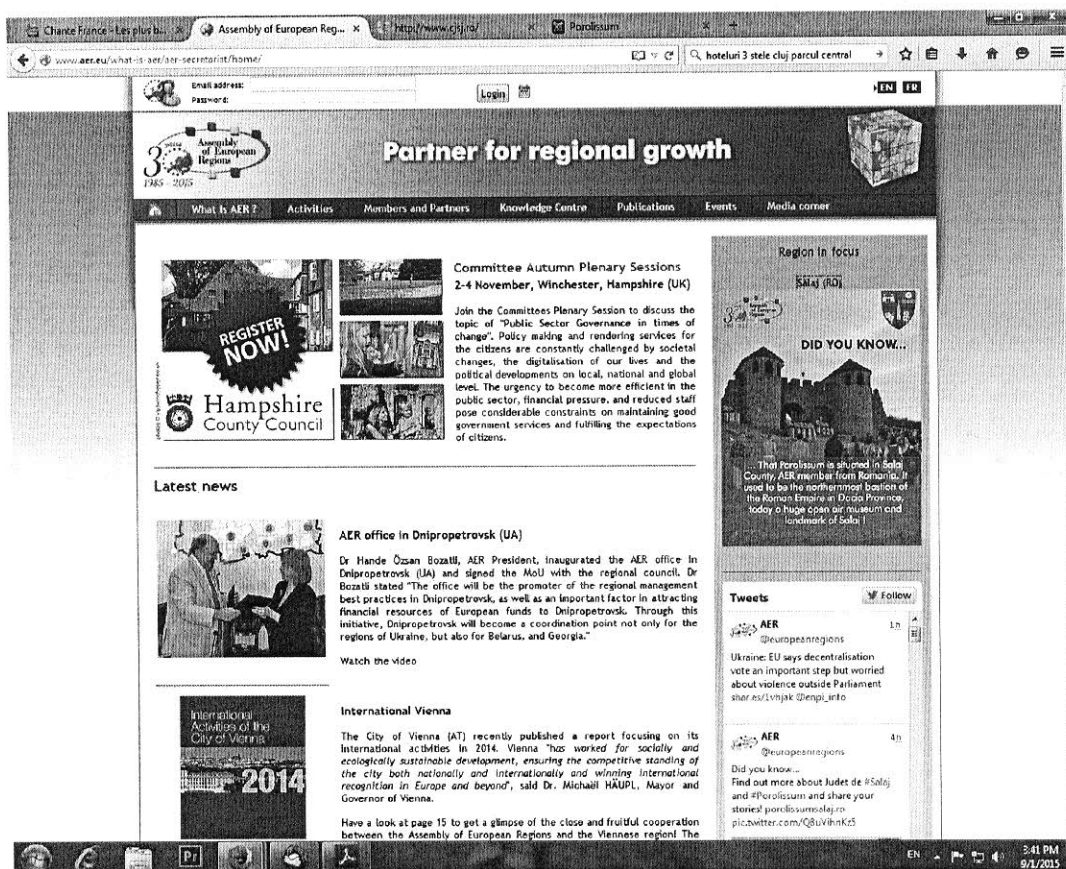 Chante France - Les plus b...
Assembly of European Reg...
http://www.cjsj.ro/
Porolissum
www.aer.eu/what-is-aer/aer-secretariat/home/
hoteluri 3 stele cluj parcul central
Email address:
Password:
Login
EN FR
30 years
Assembly
of European
Regions
1985 - 2015
Partner for regional growth
What is AER ? Activities Members and Partners Knowledge Centre Publications Events Media corner
REGISTER
NOW!
Hampshire
County Council
Committee Autumn Plenary Sessions
2-4 November, Winchester, Hampshire (UK)
Join the Committees Plenary Session to discuss the
topic of "Public Sector Governance in times of
change". Policy making and rendering services for
the citizens are constantly challenged by societal
changes, the digitalisation of our lives and the
political developments on local, national and global
level. The urgency to become more efficient in the
public sector, financial pressure, and reduced staff
pose considerable constraints on maintaining good
government services and fulfilling the expectations
of citizens.
Region in focus
Salaj (RO)
DID YOU KNOW...
... That Porolissum is situated in Salaj
County, AER member from Romania. It
used to be the northernmost bastion of
the Roman Empire in Dacia Province,
today a huge open air museum and
landmark of Salaj !
Latest news
AER office in Dnipropetrovsk (UA)
Dr Hande Özsan Bozatli, AER President, inaugurated the AER office in
Dnipropetrovsk (UA) and signed the MoU with the regional council. Dr
Bozatli stated "The office will be the promoter of the regional management
best practices in Dnipropetrovsk, as well as an important factor in attracting
financial resources of European funds to Dnipropetrovsk. Through this
initiative, Dnipropetrovsk will become a coordination point not only for the
regions of Ukraine, but also for Belarus, and Georgia."
Watch the video
International
Activities of the
City of Vienna
2014
International Vienna
The City of Vienna (AT) recently published a report focusing on its
international activities in 2014. Vienna "has worked for socially and
ecologically sustainable development, ensuring the competitive standing of
the city both nationally and internationally and winning international
recognition in Europe and beyond", said Dr. Michaël HÄUPL, Mayor and
Governor of Vienna.
Have a look at page 15 to get a glimpse of the close and fruitful cooperation
between the Assembly of European Regions and the Viennese region! The
Tweets
Follow
AER 1h
@europeanregions
Ukraine: EU says decentralisation
vote an important step but worried
about violence outside Parliament
shar.es/1vhjak @enpi_info
AER 4h
@europeanregions
Did you know...
Find out more about Judet de #Salaj
and #Porolissum and share your
stories! porolissumsalaj.ro
pic.twitter.com/QBuVihnKz5
Pr
EN
3:41 PM
9/1/2015